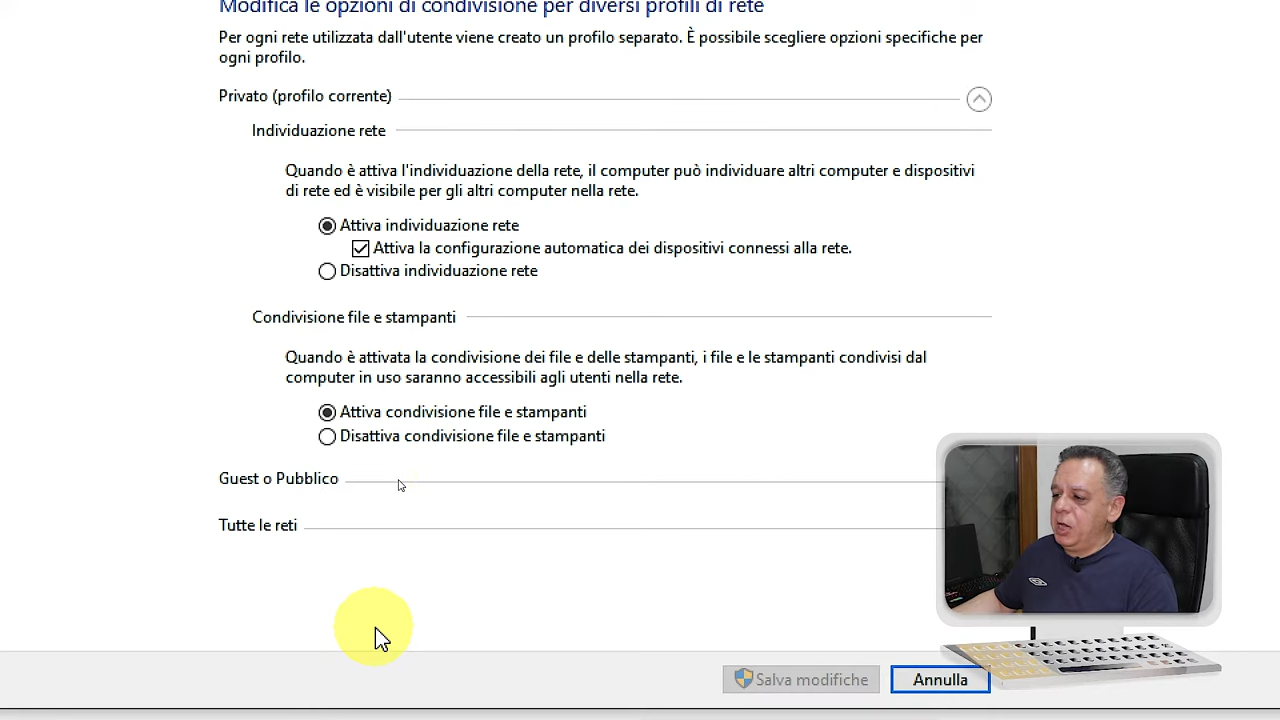 Modifica le opzioni di condivisione per diversi profili di rete
Per ogni rete utilizzata dall'utente viene creato un profilo separato. È possibile scegliere opzioni specifiche per
ogni profilo.
Privato (profilo corrente)
Individuazione rete
Quando è attiva l'individuazione della rete, il computer può individuare altri computer e dispositivi
di rete ed è visibile per gli altri computer nella rete.
Attiva individuazione rete
Attiva la configurazione automatica dei dispositivi connessi alla rete.
Disattiva individuazione rete
Condivisione file e stampanti
Quando è attivata la condivisione dei file e delle stampanti, i file e le stampanti condivisi dal
computer in uso saranno accessibili agli utenti nella rete.
Attiva condivisione file e stampanti
Disattiva condivisione file e stampanti
Guest o Pubblico
Tutte le reti
Salva modifiche
Annulla